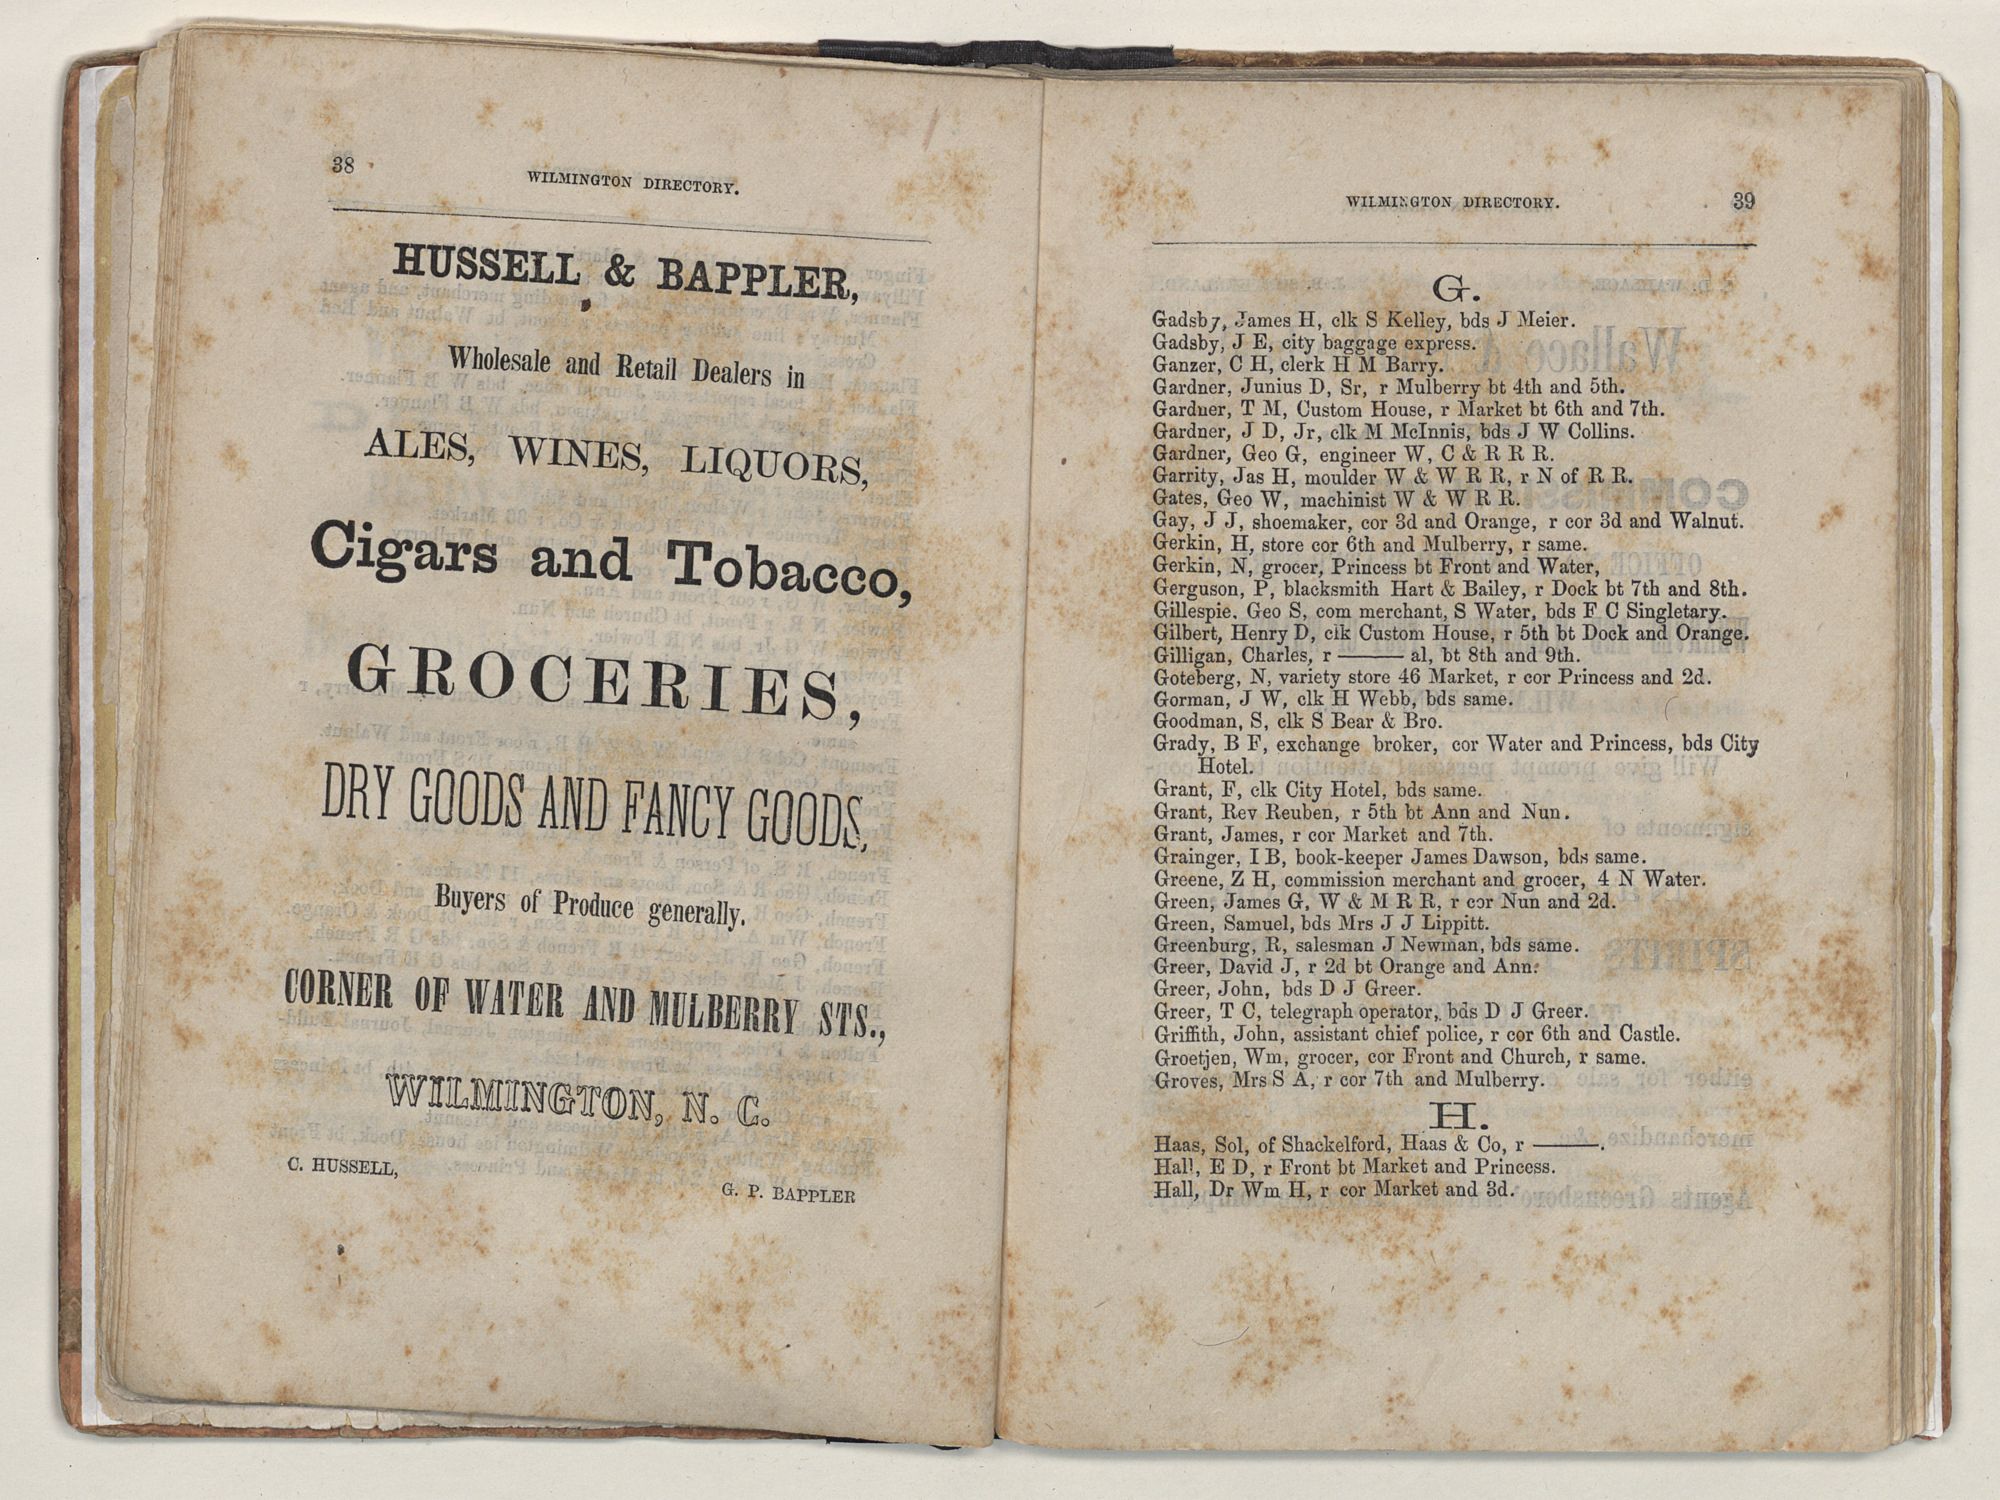 38
WILMINGTON DIRECTORY.
HUSSELL & BAPPLER,
Wholesale and Retail Dealers in
ALES, WINES, LIQUORS,
Cigars and Tobacco,
GROCERIES,
DRY GOODS AND FANCY GOODS,
Buyers of Produce generally.
CORNER OF WATER AND MULBERRY STS.,
WILMINGTON, N. C.
C. HUSSELL,
G. P. BAPPLER
WILMINGTON DIRECTORY.
39
G.
Gadsby, James H, clk S Kelley, bds J Meier.
Gadsby, J E, city baggage express.
Ganzer, C H, clerk H M Barry.
Gardner, Junius D, Sr, r Mulberry bt 4th and 5th.
Gardner, T M, Custom House, r Market bt 6th and 7th.
Gardner, J D, Jr, clk M McInnis, bds J W Collins.
Gardner, Geo G, engineer W, C & R R R.
Garrity, Jas H, moulder W & W R R, r N of R R.
Gates, Geo W, machinist W & W R R.
Gay, J J, shoemaker, cor 3d and Orange, r cor 3d and Walnut.
Gerkin, H, store cor 6th and Mulberry, r same.
Gerkin, N, grocer, Princess bt Front and Water,
Gerguson, P, blacksmith Hart & Bailey, r Dock bt 7th and 8th.
Gillespie, Geo S, com merchant, S Water, bds F C Singletary.
Gilbert, Henry D, clk Custom House, r 5th bt Dock and Orange.
Gilligan, Charles, r ——— al, bt 8th and 9th.
Goteberg, N, variety store 46 Market, r cor Princess and 2d.
Gorman, J W, clk H Webb, bds same.
Goodman, S, clk S Bear & Bro.
Grady, B F, exchange broker, cor Water and Princess, bds City
Hotel.
Grant, F, clk City Hotel, bds same.
Grant, Rev Reuben, r 5th bt Ann and Nun.
Grant, James, r cor Market and 7th.
Grainger, I B, book-keeper James Dawson, bds same.
Greene, Z H, commission merchant and grocer, 4 N Water.
Green, James G, W & M R R, r cor Nun and 2d.
Green, Samuel, bds Mrs J J Lippitt.
Greenburg, R, salesman J Newman, bds same.
Greer, David J, r 2d bt Orange and Ann.
Greer, John, bds D J Greer.
Greer, T C, telegraph operator, bds D J Greer.
Griffith, John, assistant chief police, r cor 6th and Castle.
Groetjen, Wm, grocer, cor Front and Church, r same.
Groves, Mrs S A, r cor 7th and Mulberry.
H.
Haas, Sol, of Shackelford, Haas & Co, r ———.
Hall, E D, r Front bt Market and Princess.
Hall, Dr Wm H, r cor Market and 3d.